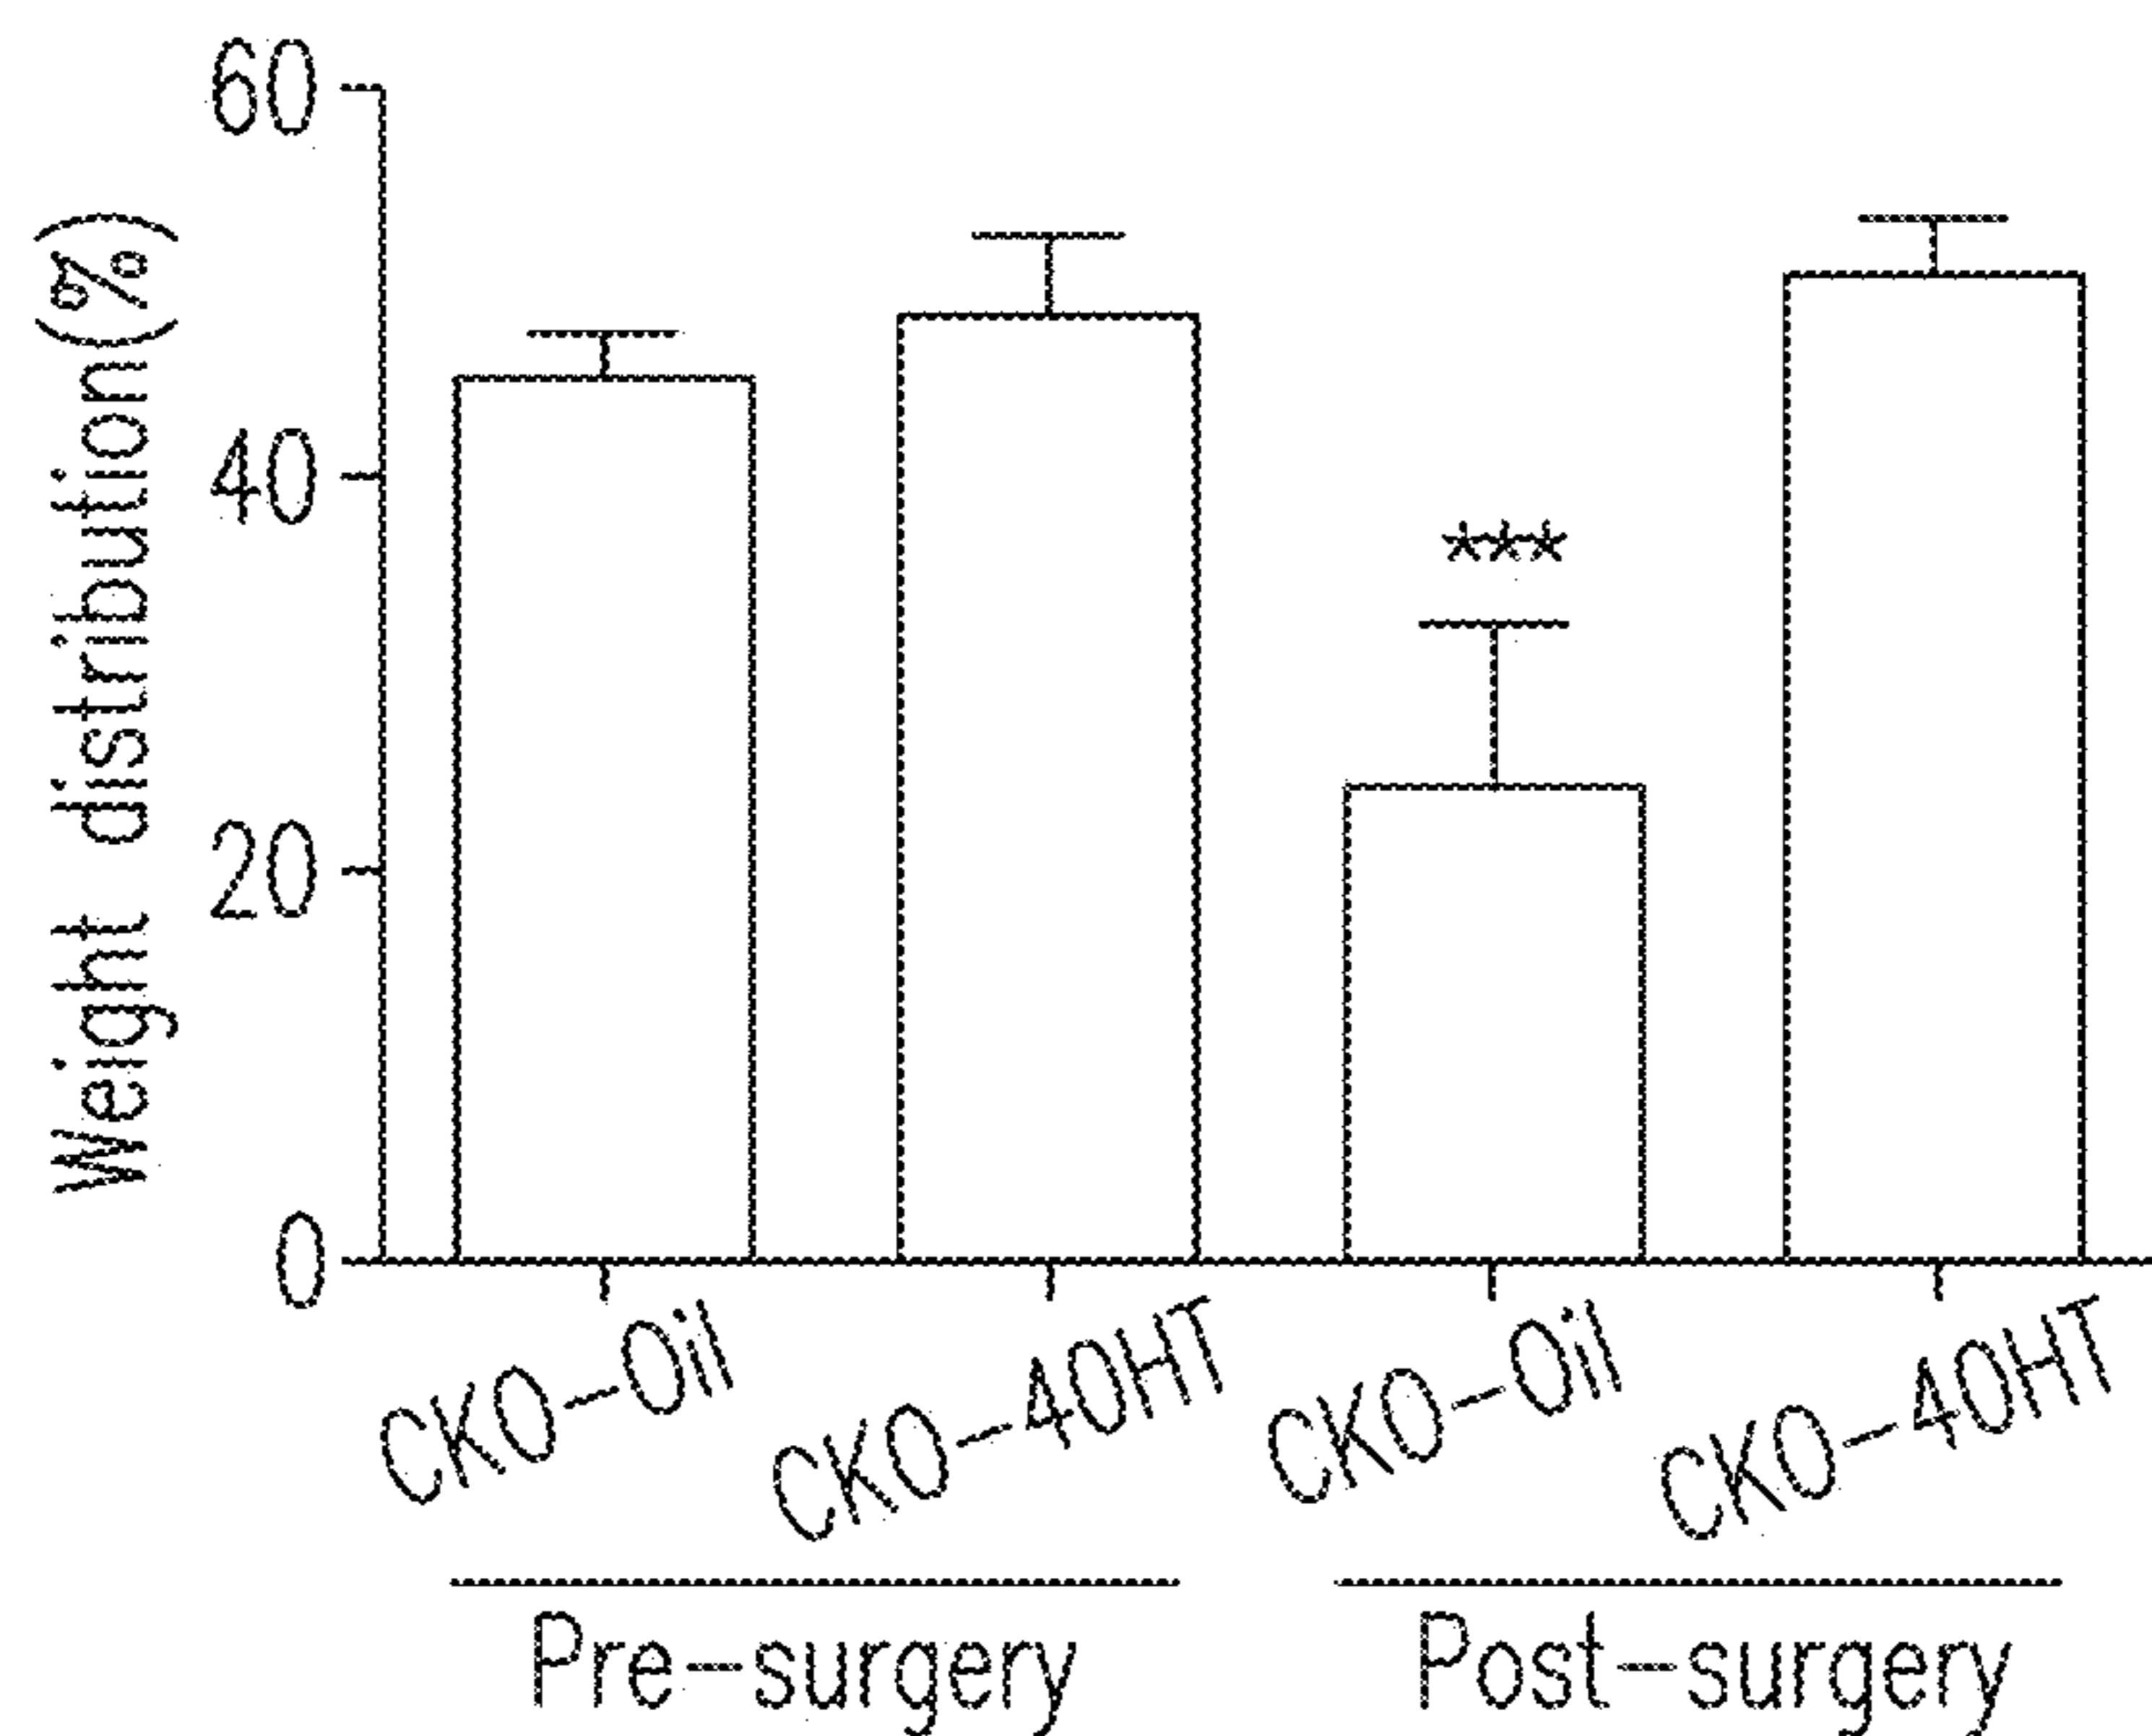 Weight distribution(%)
60
40
20
0
***
CKO-Oil
CKO-4OHT
CKO-Oil
CKO-4OHT
Pre-surgery
Post-surgery